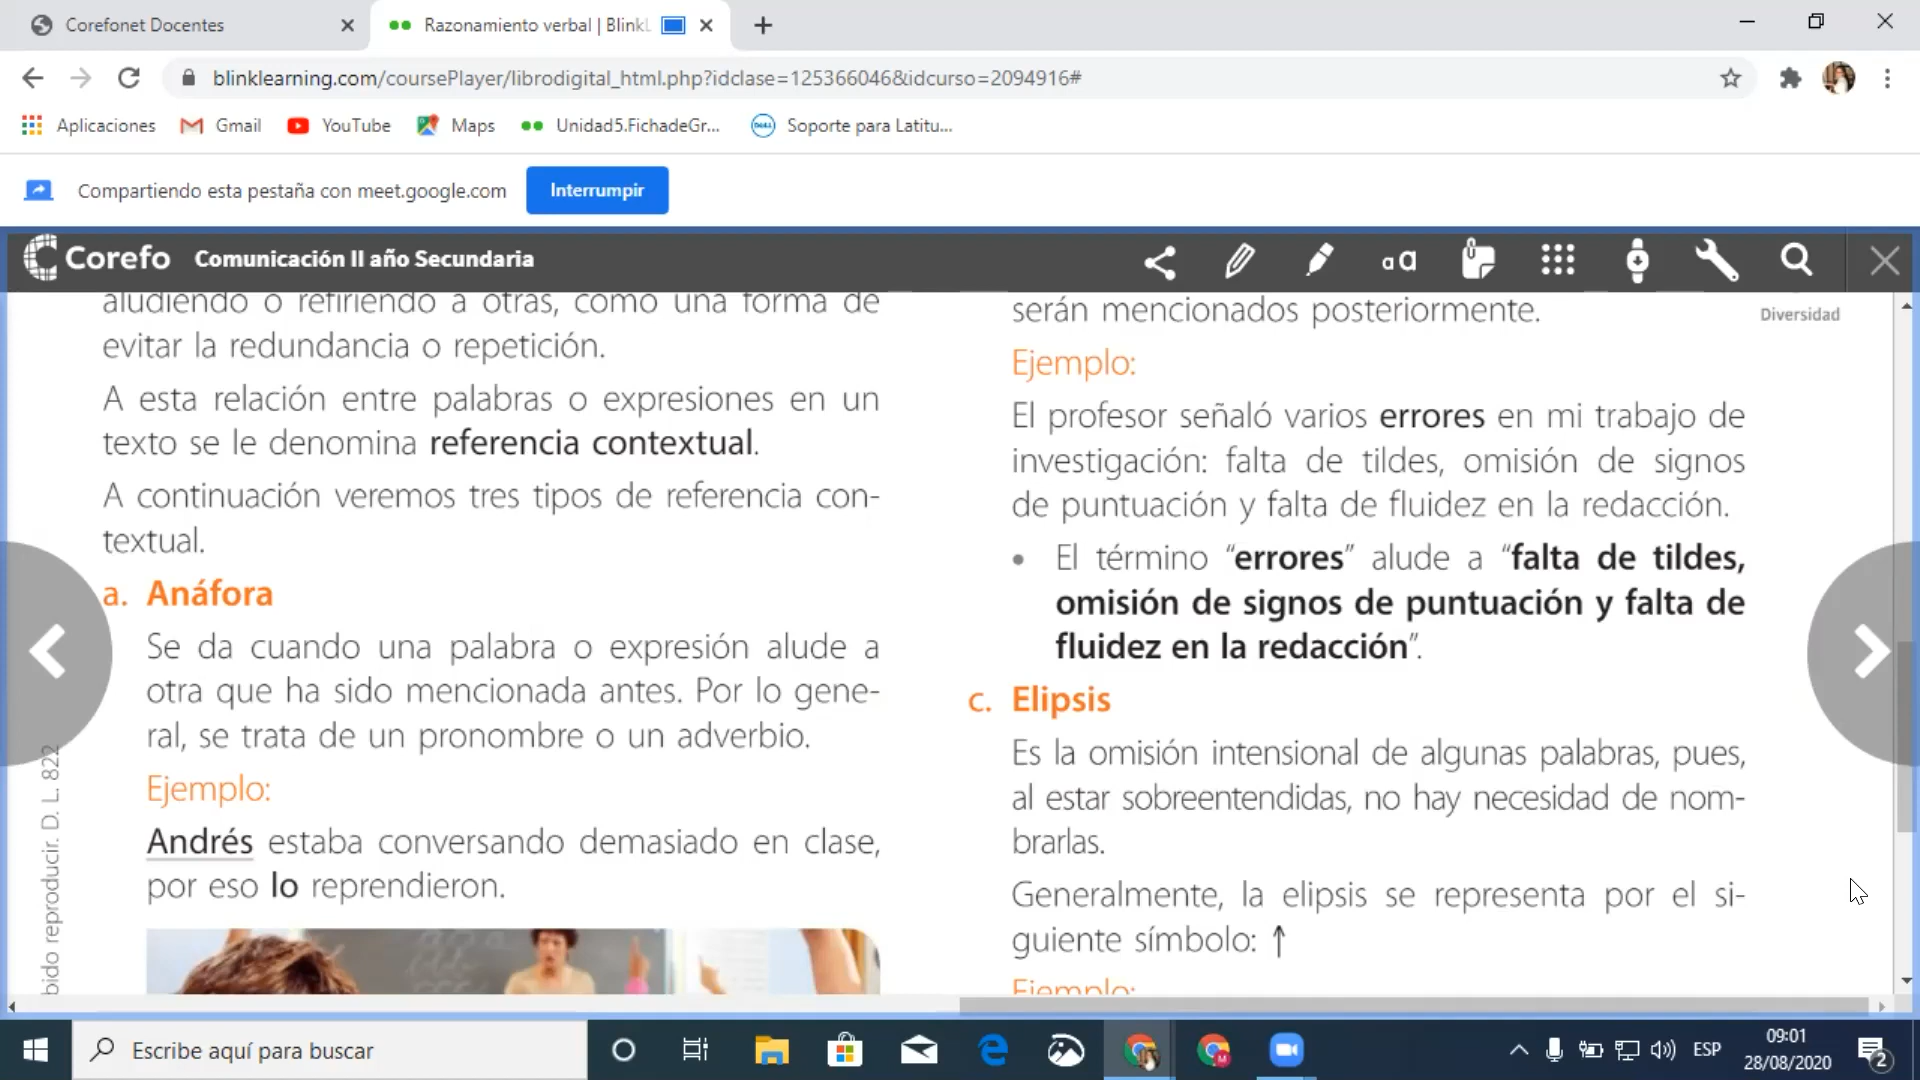 Corefonet Docentes
Razonamiento verbal | BlinkL
blinklearning.com/coursePlayer/librodigital_html.php?idclase=125366046&idcurso=2094916#
Aplicaciones
Gmail
YouTube
Maps
Unidad5.FichadeGr...
Soporte para Latitu...
Compartiendo esta pestaña con meet.google.com
Interrumpir
Corefo
Comunicación II año Secundaria
aludiendo o refiriendo a otras, como una forma de
evitar la redundancia o repetición.
A esta relación entre palabras o expresiones en un
texto se le denomina referencia contextual.
A continuación veremos tres tipos de referencia con-
textual.
a. Anáfora
Se da cuando una palabra o expresión alude a
otra que ha sido mencionada antes. Por lo gene-
ral, se trata de un pronombre o un adverbio.
Ejemplo:
Andrés estaba conversando demasiado en clase,
por eso lo reprendieron.
bido reproducir. D. L. 822
serán mencionados posteriormente.
Diversidad
Ejemplo:
El profesor señaló varios errores en mi trabajo de
investigación: falta de tildes, omisión de signos
de puntuación y falta de fluidez en la redacción.
• El término “errores” alude a “falta de tildes,
omisión de signos de puntuación y falta de
fluidez en la redacción”.
c. Elipsis
Es la omisión intensional de algunas palabras, pues,
al estar sobreentendidas, no hay necesidad de nom-
brarlas.
Generalmente, la elipsis se representa por el si-
guiente símbolo: ↑
Ejemplo:
Escribe aquí para buscar
ESP
09:01
28/08/2020
2